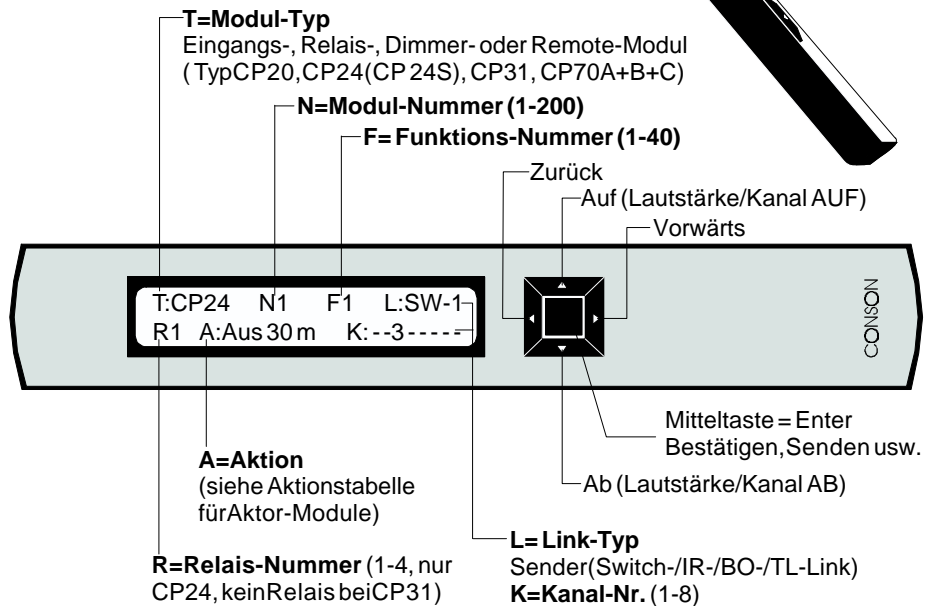 T=Modul-Typ
Eingangs-, Relais-, Dimmer- oder Remote-Modul
( TypCP20, CP24(CP 24S), CP31, CP70A+B+C)
N=Modul-Nummer (1-200)
F= Funktions-Nummer (1-40)
Zurück
Auf (Lautstärke/Kanal AUF)
Vorwärts
T:CP24 N1 F1 L:SW-1
R1 A:Aus 30 m K: --3-----
CONSON
Mitteltaste = Enter
Bestätigen, Senden usw.
A=Aktion
(siehe Aktionstabelle
fürAktor-Module)
Ab (Lautstärke/Kanal AB)
R=Relais-Nummer (1-4, nur
CP24, keinRelais beiCP31)
L= Link-Typ
Sender(Switch-/IR-/BO-/TL-Link)
K=Kanal-Nr. (1-8)